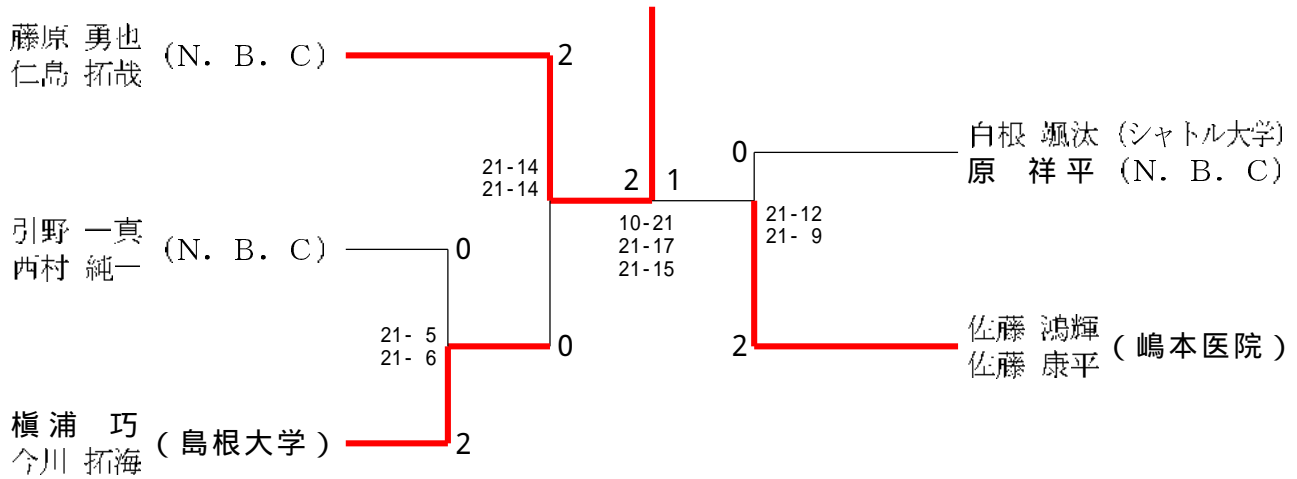 藤原 勇也
仁島 拓哉
(N. B. C)
2
21-14
21-14
引野 一真
西村 純一
(N. B. C)
0
21- 5
21- 6
0
槇浦 巧
今川 拓海
(島根大学)
2
2 1
10-21
21-17
21-15
0
白根 颯汰 (シャトル大学)
原 祥平 (N. B. C)
21-12
21- 9
2
佐藤 鴻輝
佐藤 康平
(嶋本医院)